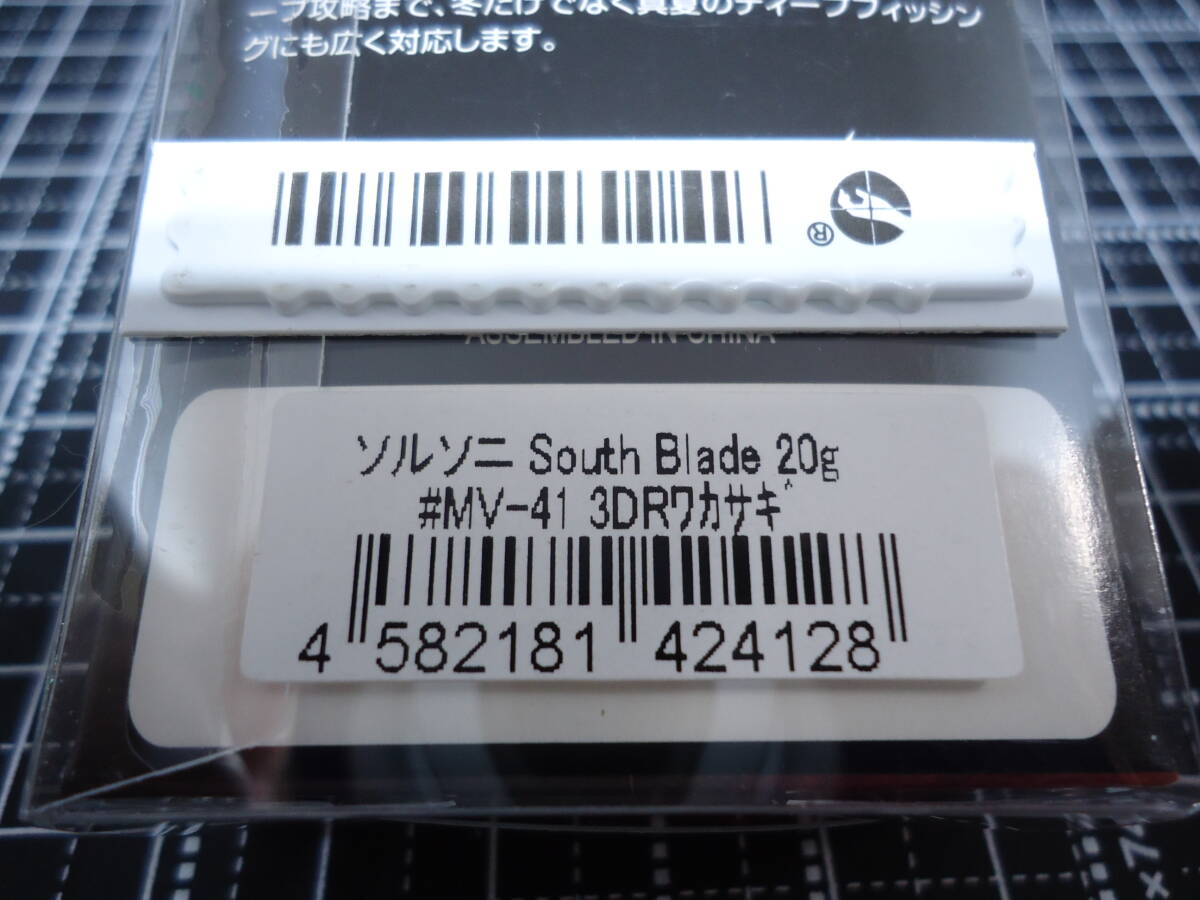 ープ攻略まで、冬だけでなく真夏のディープフィッシン
グにも広く対応します。
®
ASSEMBLED IN CHINA
ソルソニ South Blade 20g
#MV-41 3DRワカサギ
4 582181 424128